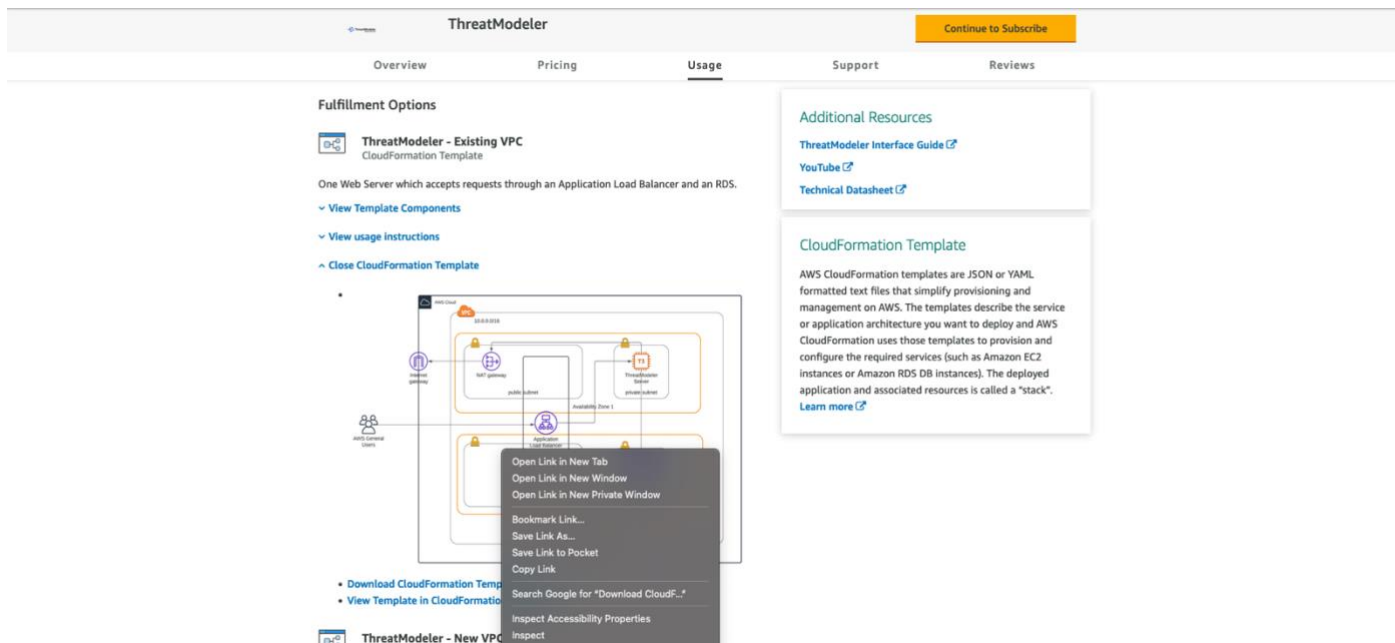 ThreatModeler
Continue to Subscribe
Overview
Pricing
Usage
Support
Reviews
Fulfillment Options
ThreatModeler - Existing VPC
CloudFormation Template
One Web Server which accepts requests through an Application Load Balancer and an RDS.
View Template Components
View usage instructions
Close CloudFormation Template
AWS Cloud
VPC
10.0.0.0/16
Internet
gateway
NAT gateway
public subnet
ThreatModeler
Server
private subnet
Availability Zone 1
AWS General
Users
Application
Load Balancer
Open Link in New Tab
Open Link in New Window
Open Link in New Private Window
Bookmark Link...
Save Link As...
Save Link to Pocket
Copy Link
Search Google for "Download CloudF..."
Inspect Accessibility Properties
Inspect
• Download CloudFormation Temp
• View Template in CloudFormatio
ThreatModeler - New VPC
Additional Resources
ThreatModeler Interface Guide
YouTube
Technical Datasheet
CloudFormation Template
AWS CloudFormation templates are JSON or YAML
formatted text files that simplify provisioning and
management on AWS. The templates describe the service
or application architecture you want to deploy and AWS
CloudFormation uses those templates to provision and
configure the required services (such as Amazon EC2
instances or Amazon RDS DB instances). The deployed
application and associated resources is called a "stack".
Learn more